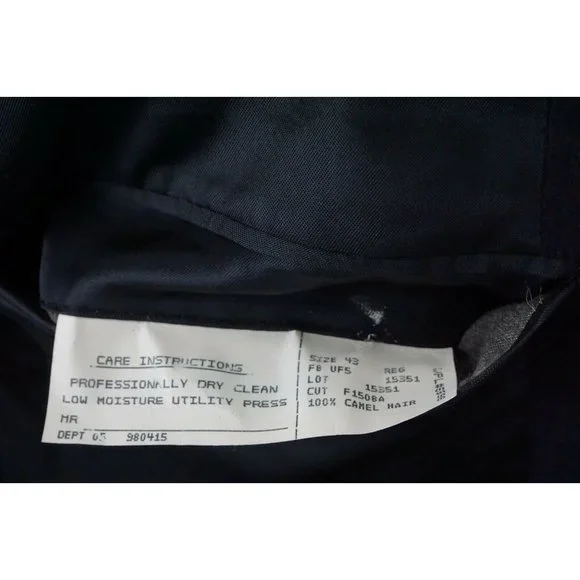 CARE INSTRUCTIONS
PROFESSIONALLY DRY CLEAN
LOW MOISTURE UTILITY PRESS
MR
DEPT 05 980415
SIZE 43 REG
FB UF5 15351
LOT 15351
CUT F1508A
100% CAMEL HAIR